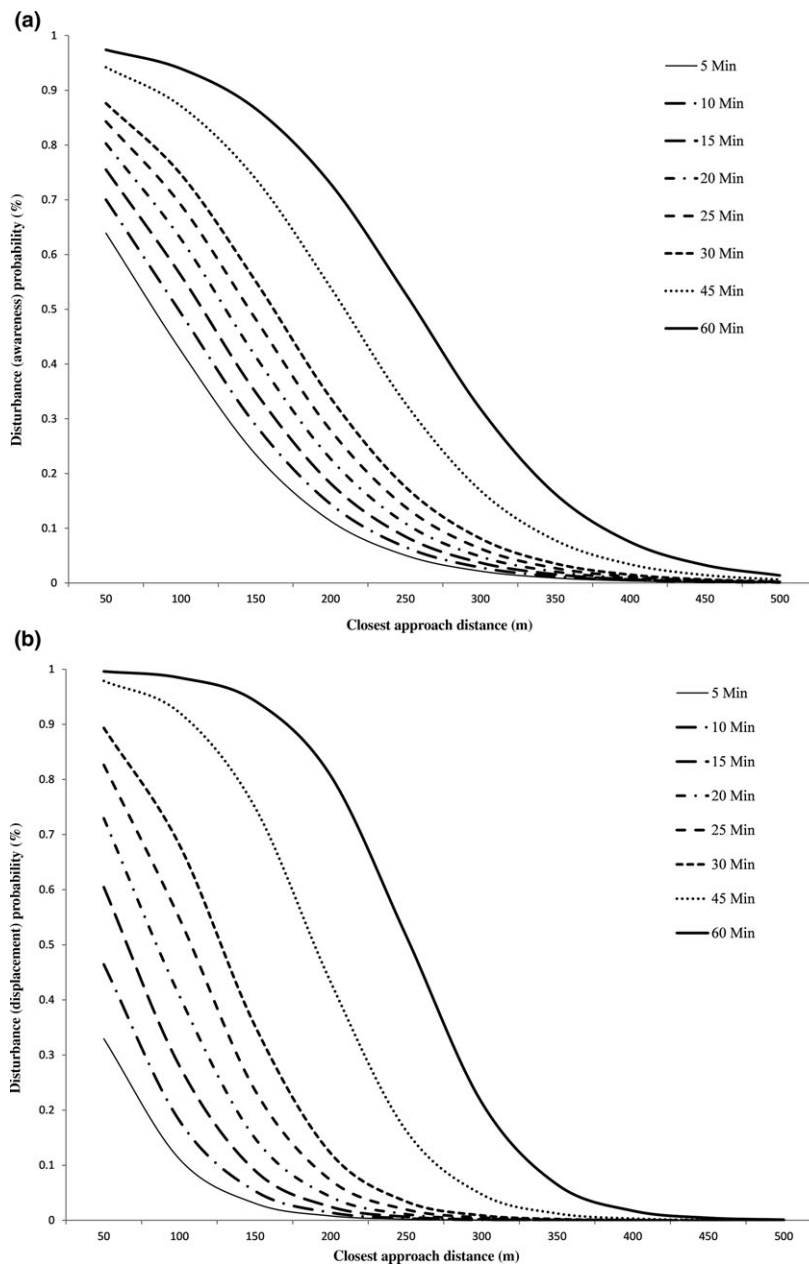 (a)
Disturbance (awareness) probability (%)
1
0.9
0.8
0.7
0.6
0.5
0.4
0.3
0.2
0.1
0
50 100 150 200 250 300 350 400 450 500
Closest approach distance (m)
5 Min
10 Min
15 Min
20 Min
25 Min
30 Min
45 Min
60 Min
(b)
Disturbance (displacement) probability (%)
1
0.9
0.8
0.7
0.6
0.5
0.4
0.3
0.2
0.1
0
50 100 150 200 250 300 350 400 450 500
Closest approach distance (m)
5 Min
10 Min
15 Min
20 Min
25 Min
30 Min
45 Min
60 Min